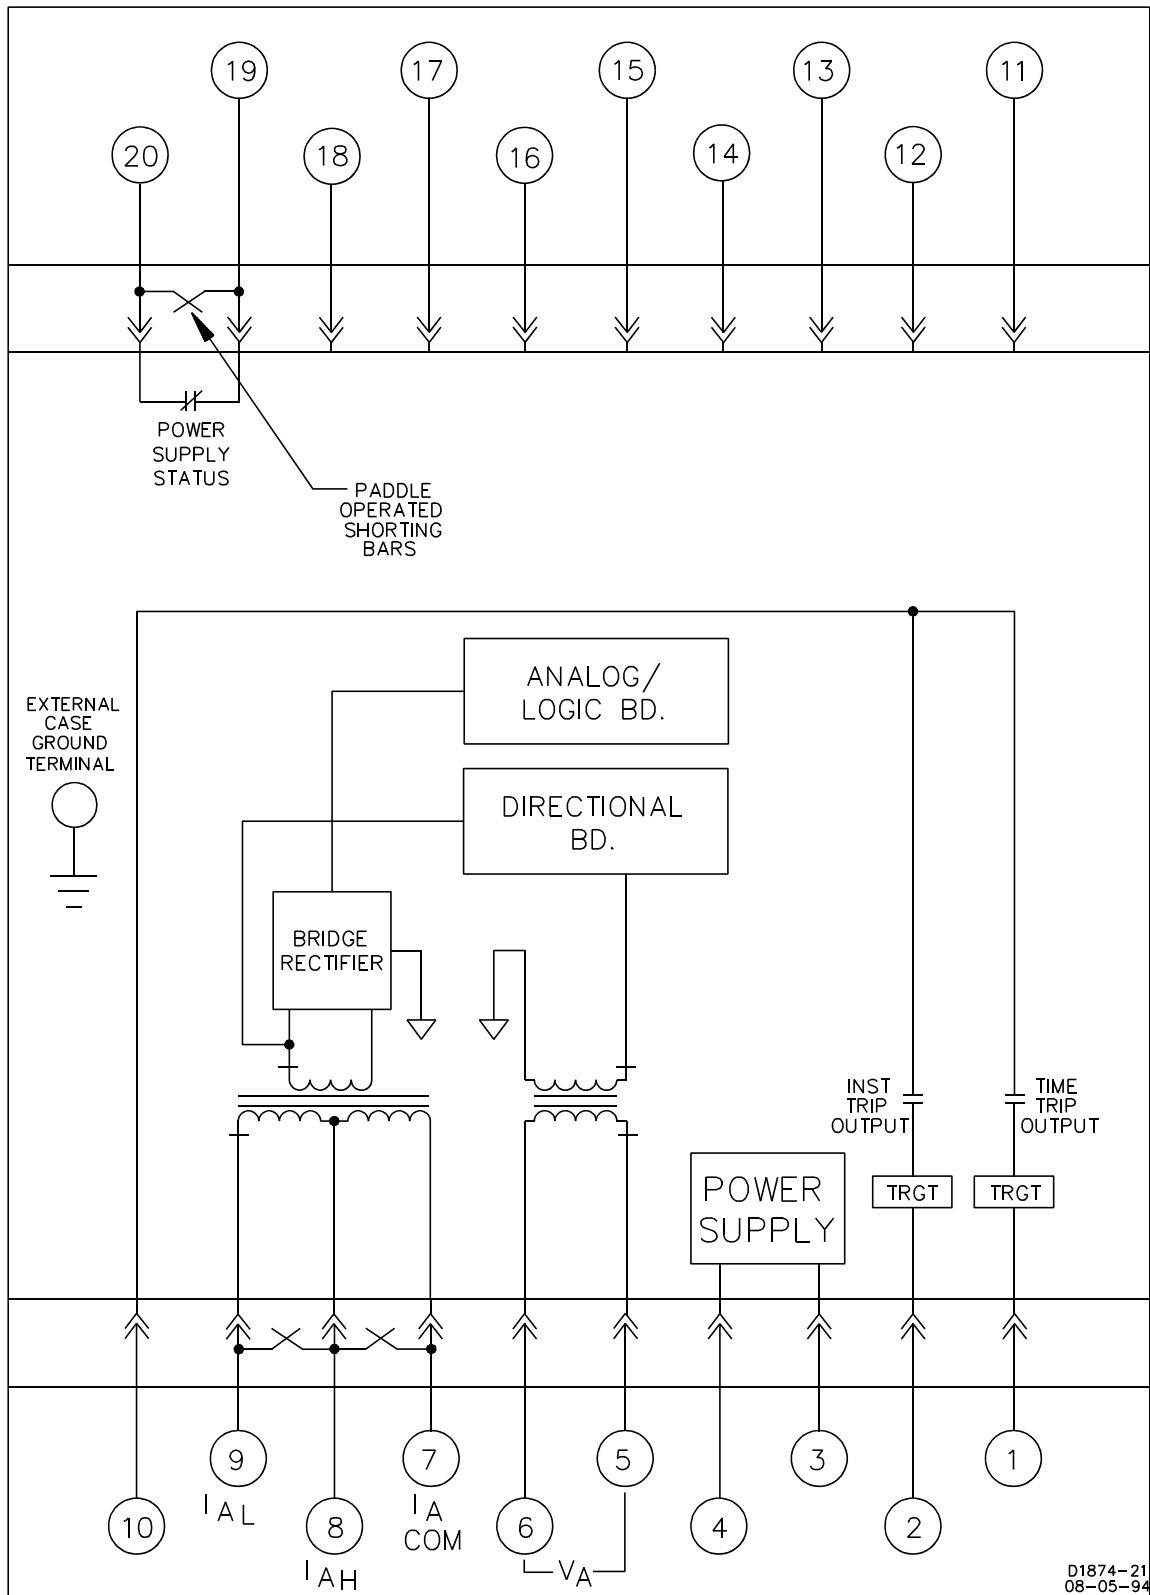 19
17
15
13
11
20
18
16
14
12
POWER
SUPPLY
STATUS
PADDLE
OPERATED
SHORTING
BARS
ANALOG/
LOGIC BD.
EXTERNAL
CASE
GROUND
TERMINAL
DIRECTIONAL
BD.
BRIDGE
RECTIFIER
INST
TRIP
OUTPUT
TIME
TRIP
OUTPUT
POWER
SUPPLY
TRGT
TRGT
9
7
5
3
1
IAL
IA
COM
10
8
6
4
2
IAH
VA
D1874-21
08-05-94